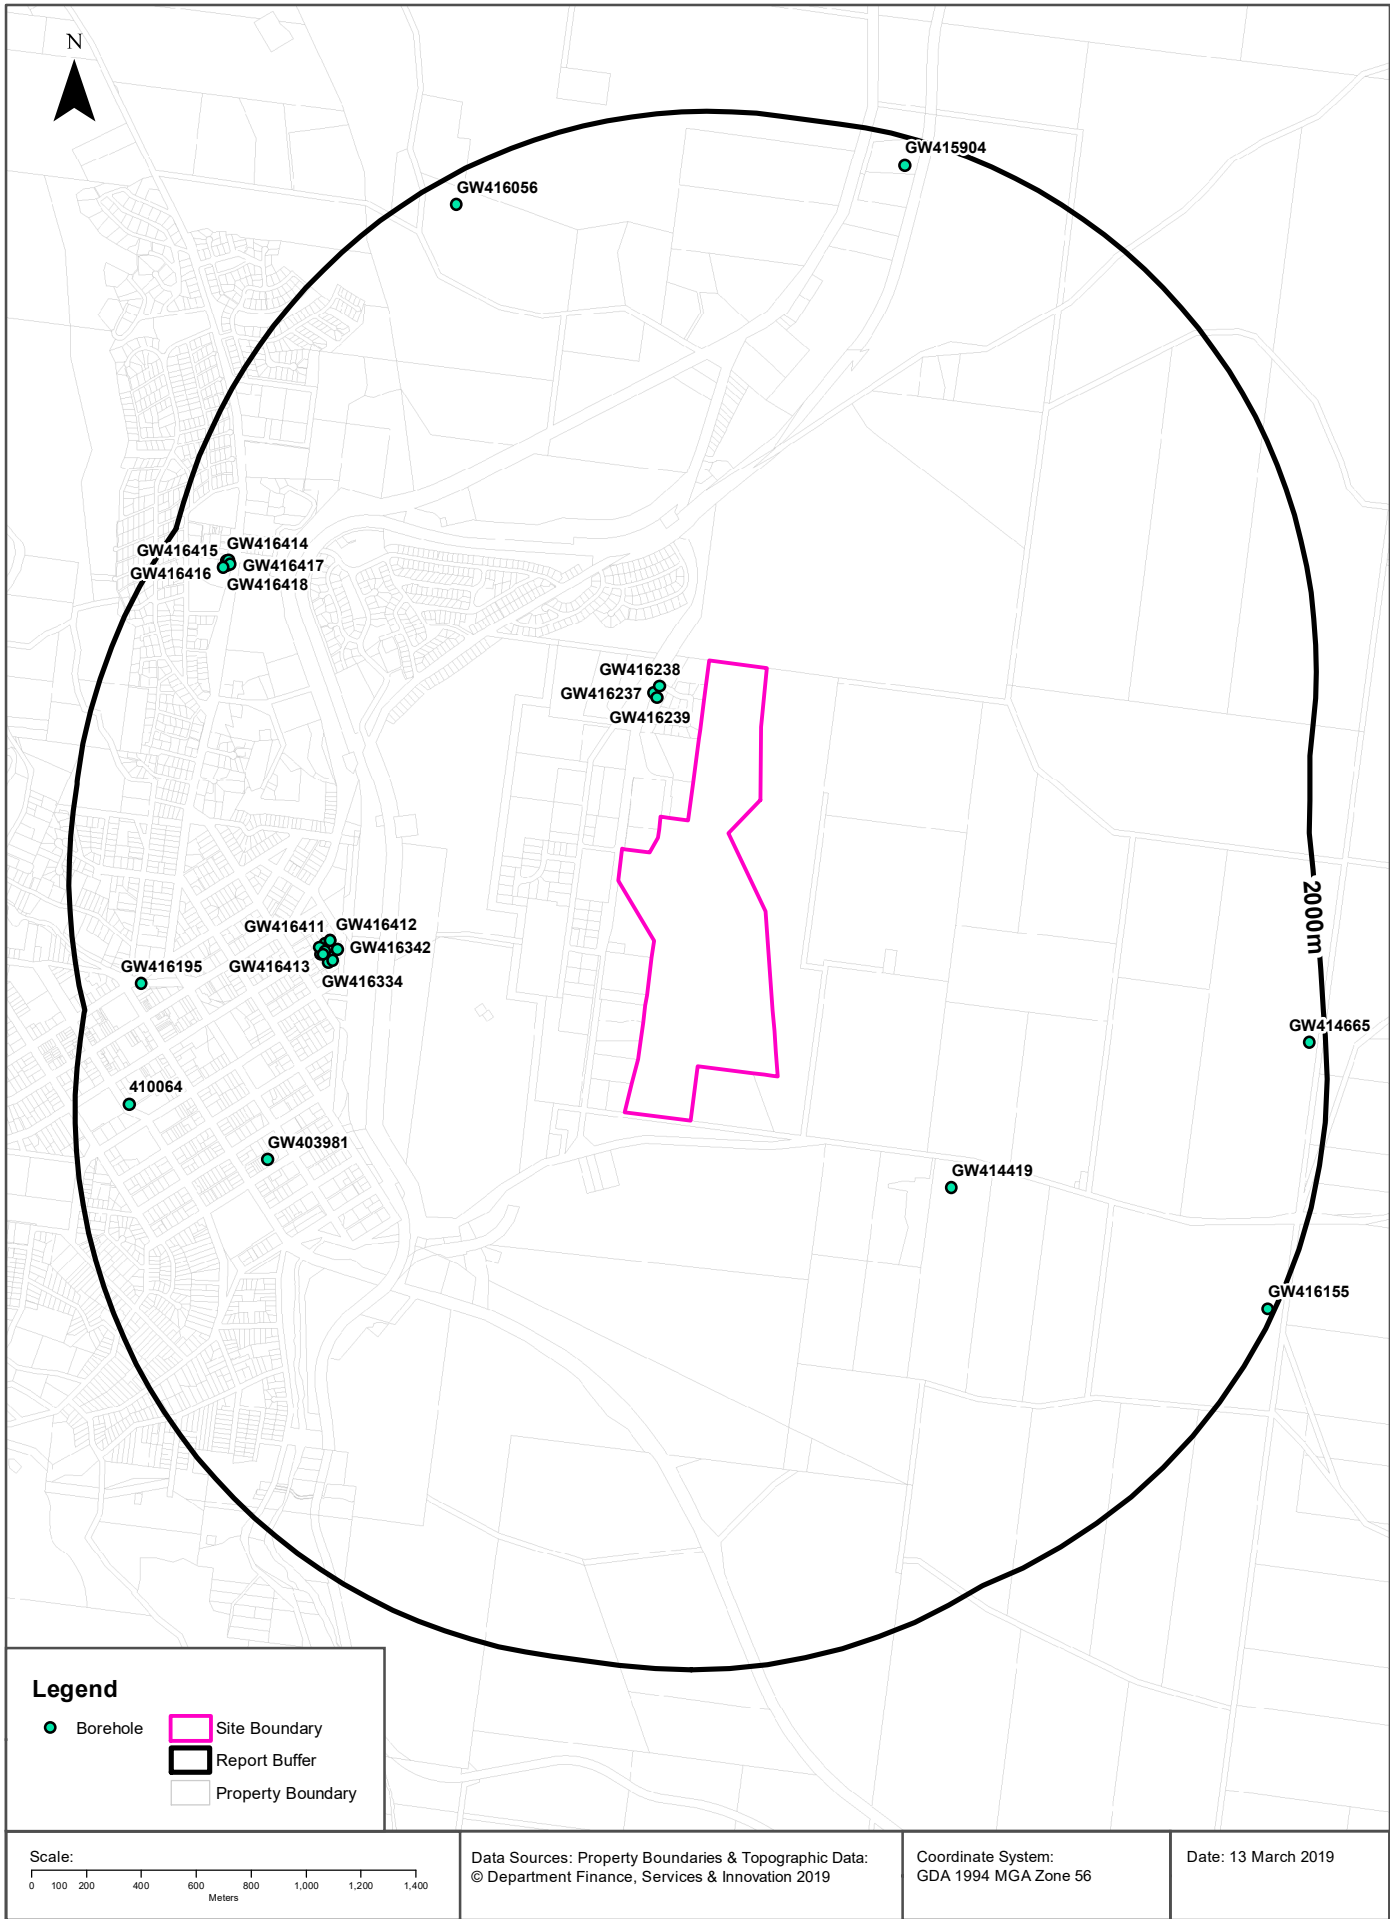 N
GW415904
GW416056
GW416415
GW416414
GW416417
GW416416
GW416418
GW416238
GW416237
GW416239
2000m
GW416411
GW416412
GW416342
GW416413
GW416334
GW416195
GW414665
410064
GW403981
GW414419
GW416155
Legend
Borehole
Site Boundary
Report Buffer
Property Boundary
Scale:
0 100 200 400 600 800 1,000 1,200 1,400
Meters
Data Sources: Property Boundaries & Topographic Data:
© Department Finance, Services & Innovation 2019
Coordinate System:
GDA 1994 MGA Zone 56
Date: 13 March 2019